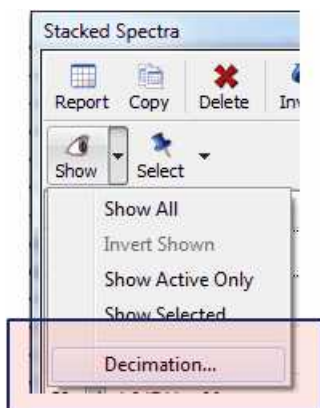 Stacked Spectra
Report Copy Delete
Show Select
Show All
Invert Shown
Show Active Only
Show Selected
Decimation...